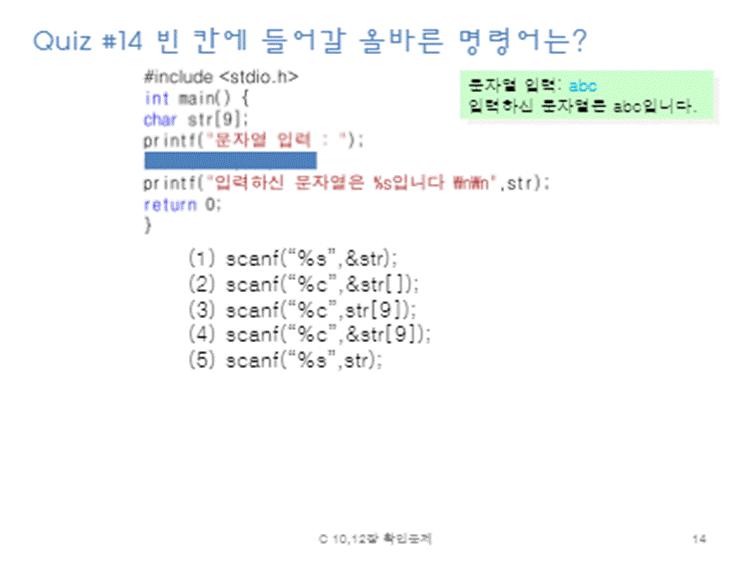 Quiz #14 빈 칸에 들어갈 올바른 명령어는?
#include <stdio.h>
int main() {
char str[9];
printf("문자열 입력 : ");
printf("입력하신 문자열은 %s입니다 ₩n₩n",str);
return 0;
}
문자열 입력: abc
입력하신 문자열은 abc입니다.
(1) scanf(“%s”,&str);
(2) scanf(“%c”,&str[]);
(3) scanf(“%c”,str[9]);
(4) scanf(“%c”,&str[9]);
(5) scanf(“%s”,str);
C 10,12장 확인문제
14